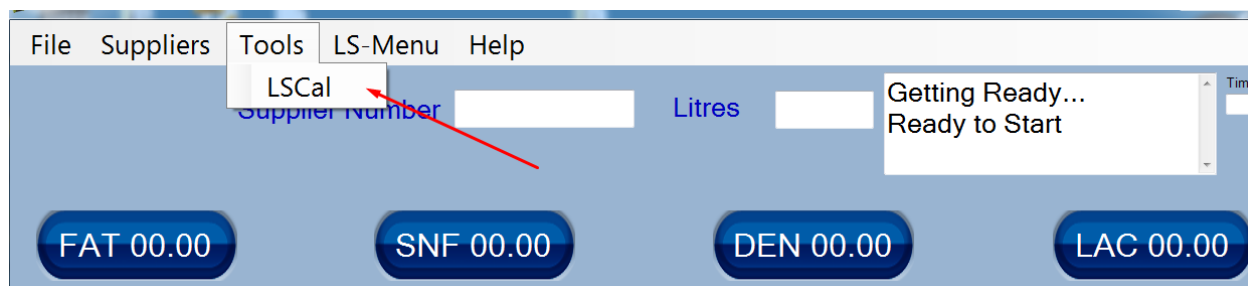 File Suppliers Tools LS-Menu Help
LSCal
Supplier Number Litres
Getting Ready...
Ready to Start
Tim
FAT 00.00 SNF 00.00 DEN 00.00 LAC 00.00